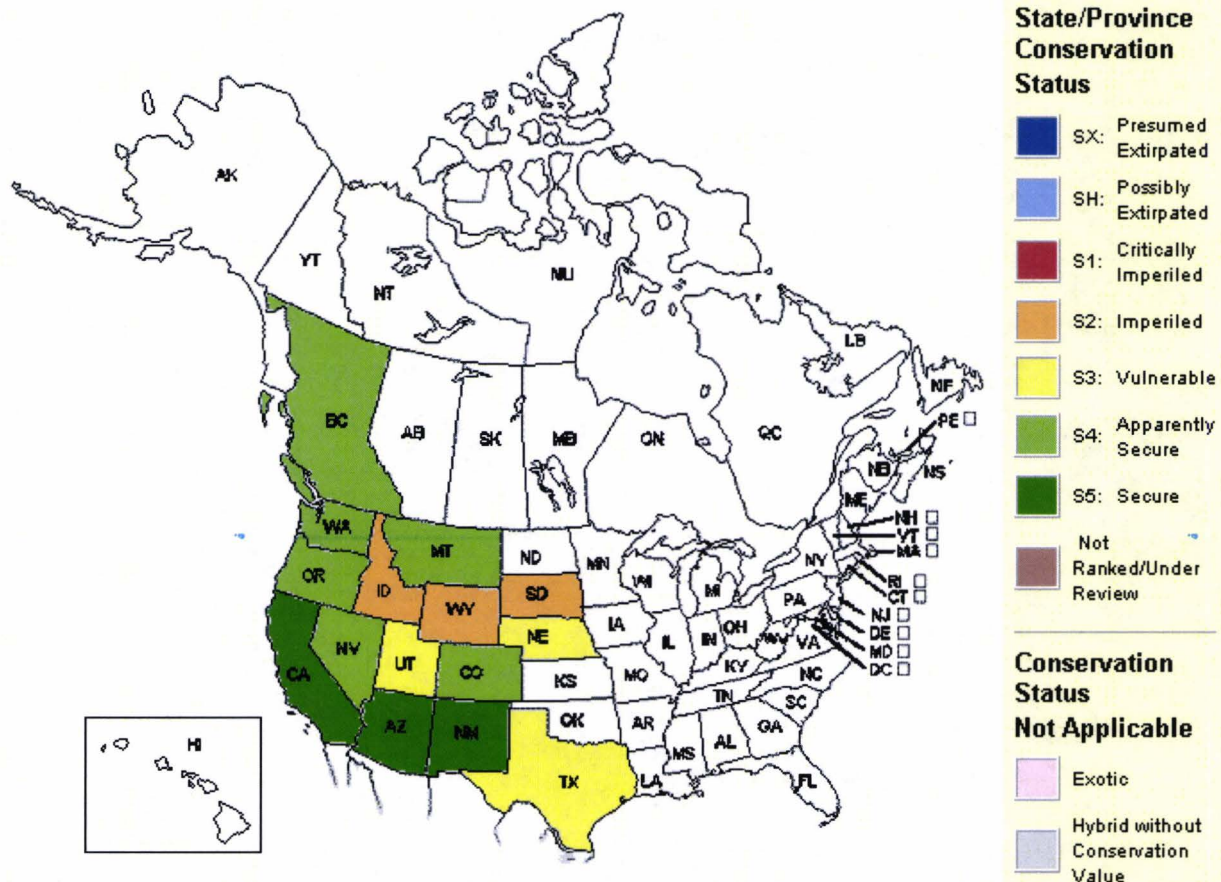 AK
YT
NT
NU
BC
AB
SK
MB
ON
QC
LB
NF
PE
NB
NS
ME
NH
VT
MA
RI
CT
NJ
DE
MD
DC
WA
OR
ID
MT
ND
MN
WI
MI
NY
PA
CA
NV
UT
WY
SD
NE
IA
IL
IN
OH
WV
VA
CO
KS
MO
KY
NC
TN
SC
AZ
NM
OK
AR
MS
AL
GA
TX
LA
FL
HI
State/Province
Conservation
Status
SX: Presumed
Extirpated
SH: Possibly
Extirpated
S1: Critically
Imperiled
S2: Imperiled
S3: Vulnerable
S4: Apparently
Secure
S5: Secure
Not
Ranked/Under
Review
Conservation
Status
Not Applicable
Exotic
Hybrid without
Conservation
Value